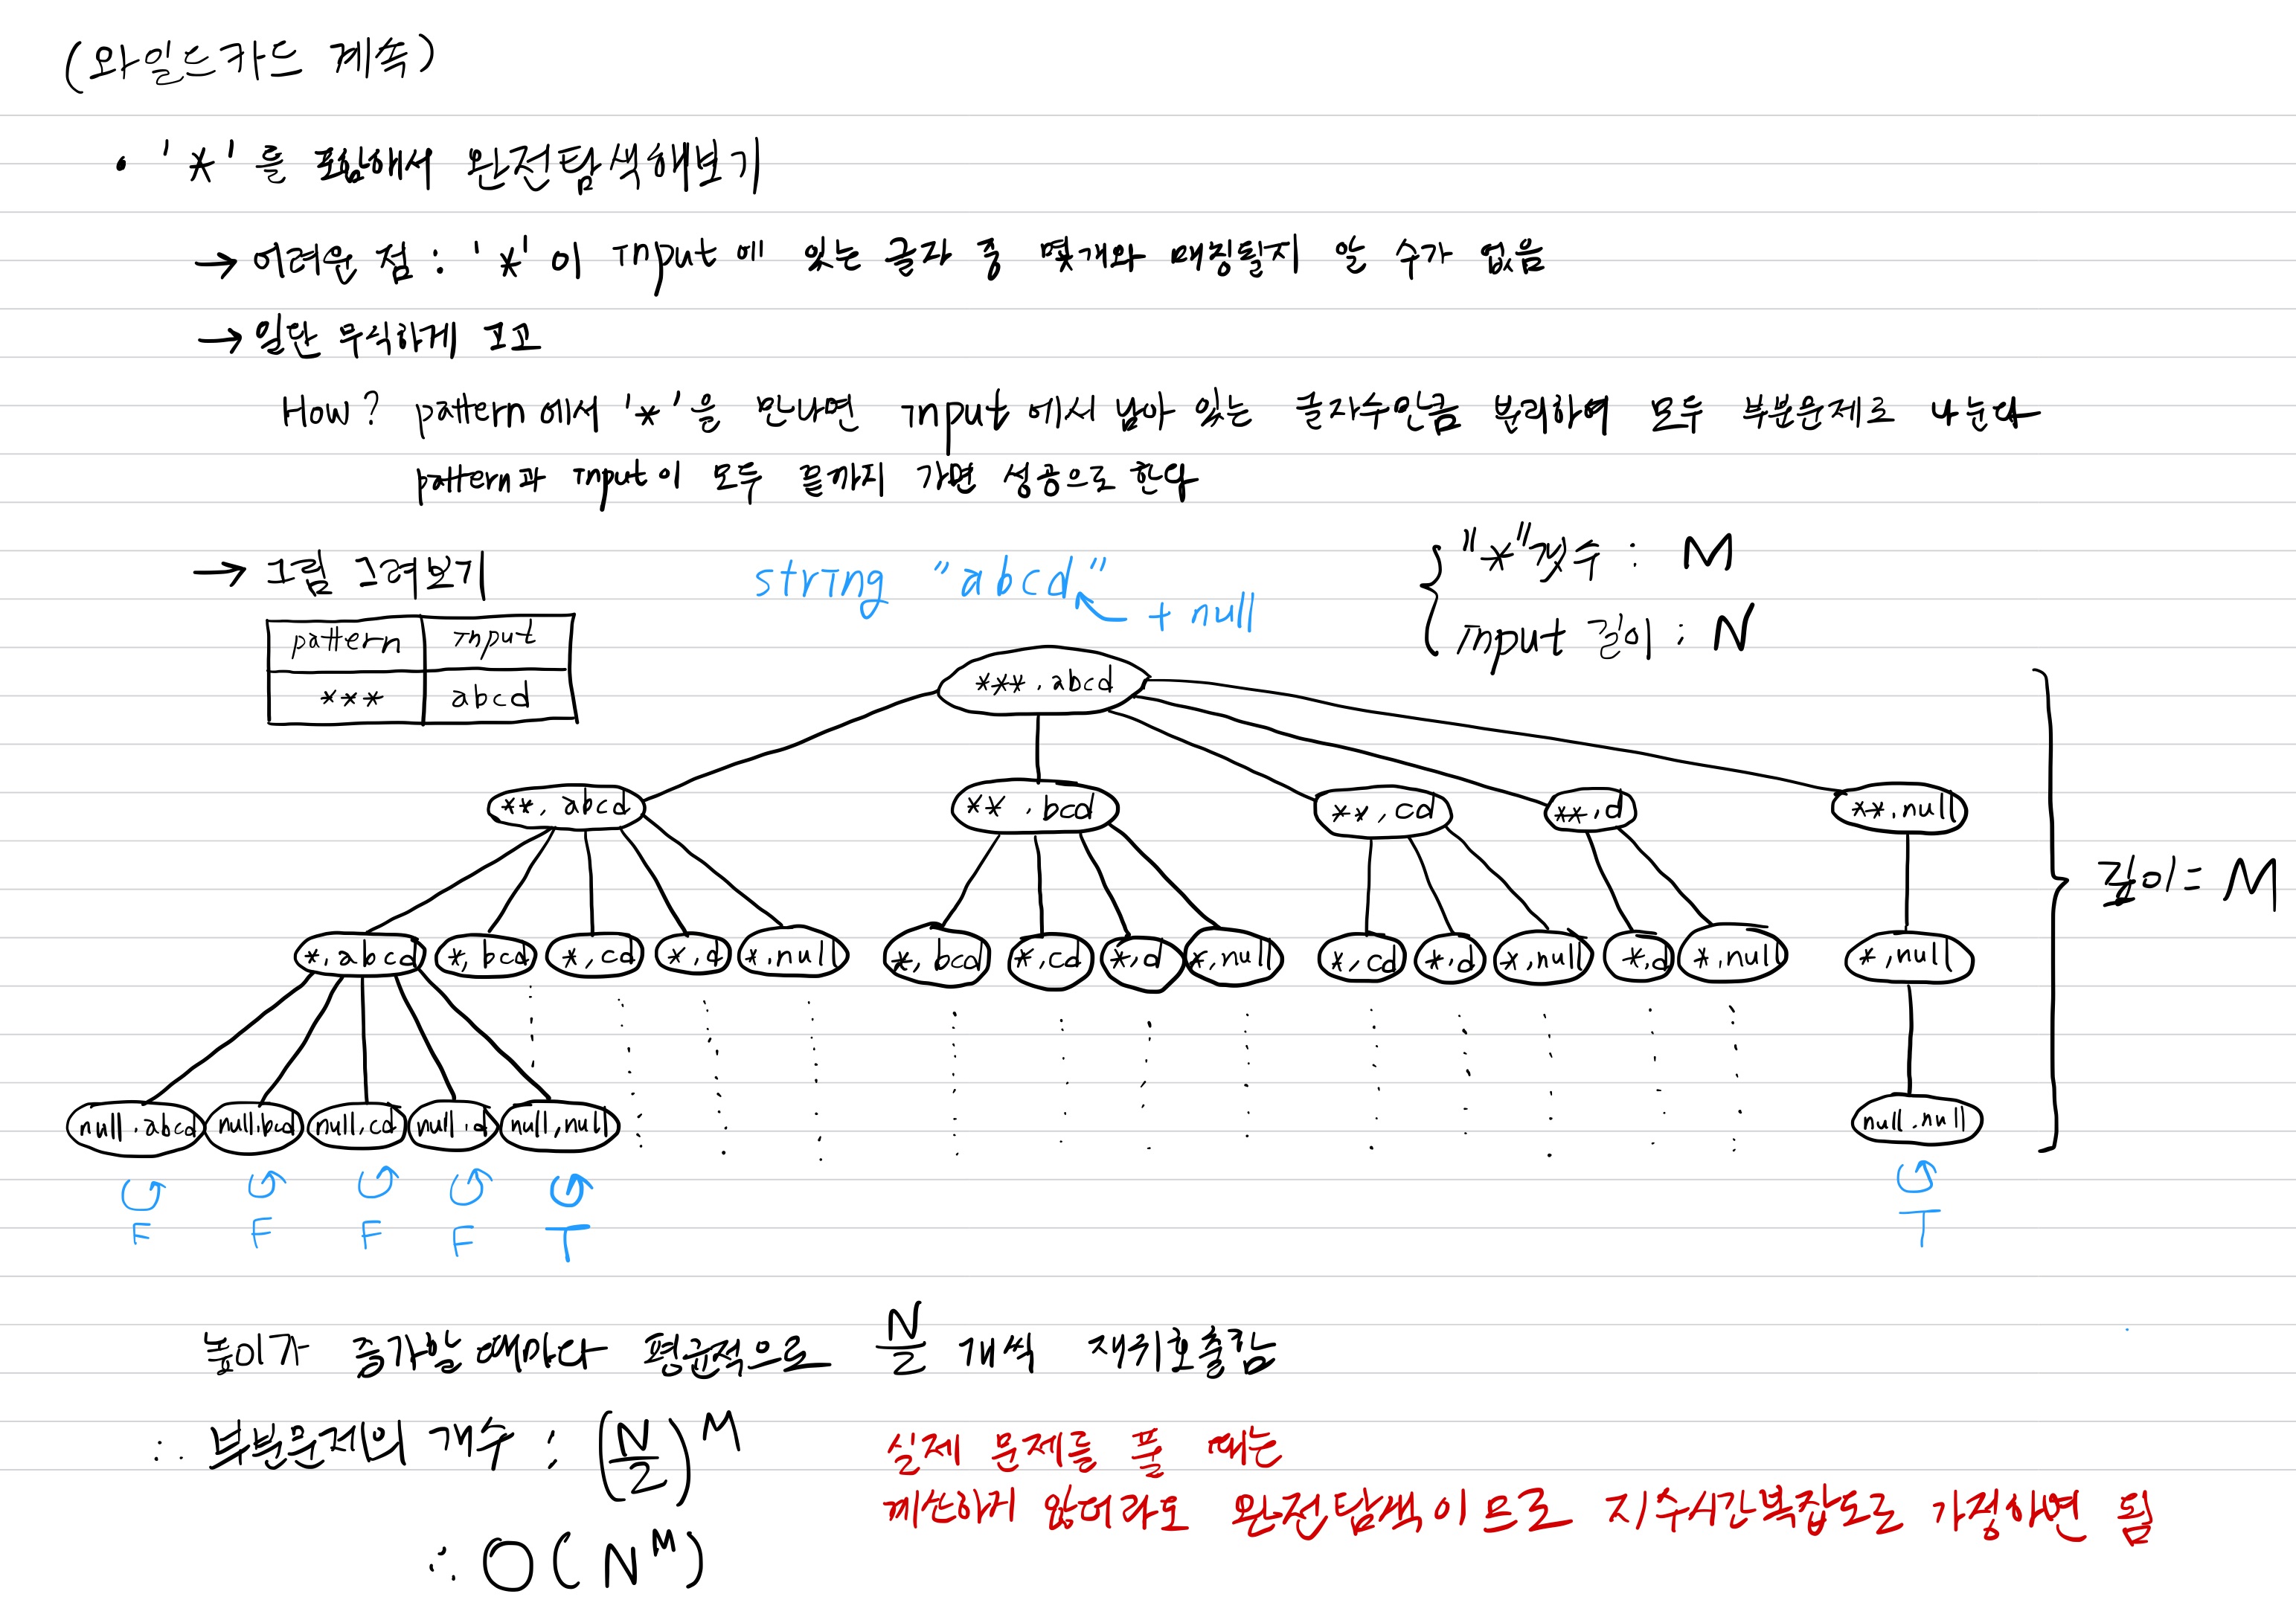 (와일드카드 계속)
• '*'를 포함해서 완전탐색해보기
→ 어려운 점 : '*'이 input에 있는 글자 중 몇개와 매칭될지 알 수가 없음
→ 일단 무식하게 고고
How? pattern에서 '*'을 만나면 input에서 남아 있는 글자수만큼 분리하여 모두 부분문제로 나눈다
pattern과 input이 모두 끝까지 가면 성공으로 한다
→ 그림 그려보기
string "abcd" ← + null
"*"갯수 : M
input 길이 : N
pattern input
*** abcd
***, abcd
**, abcd **, bcd **, cd **, d **, null
*, abcd *, bcd *, cd *, d *, null *, bcd *, cd *, d *, null *, cd *, d *, null *, d *, null *, null
깊이 = M
null, abcd null, bcd null, cd null, d null, null null, null
F F F F T T
높이가 증가할 때마다 평균적으로 N/2 개씩 재귀호출함
∴ 부분문제의 개수 : (N/2)^M
실제 문제를 풀 때는
계산하지 않더라도 완전탐색이므로 지수시간복잡도로 가정하면 됨
∴ O(N^M)